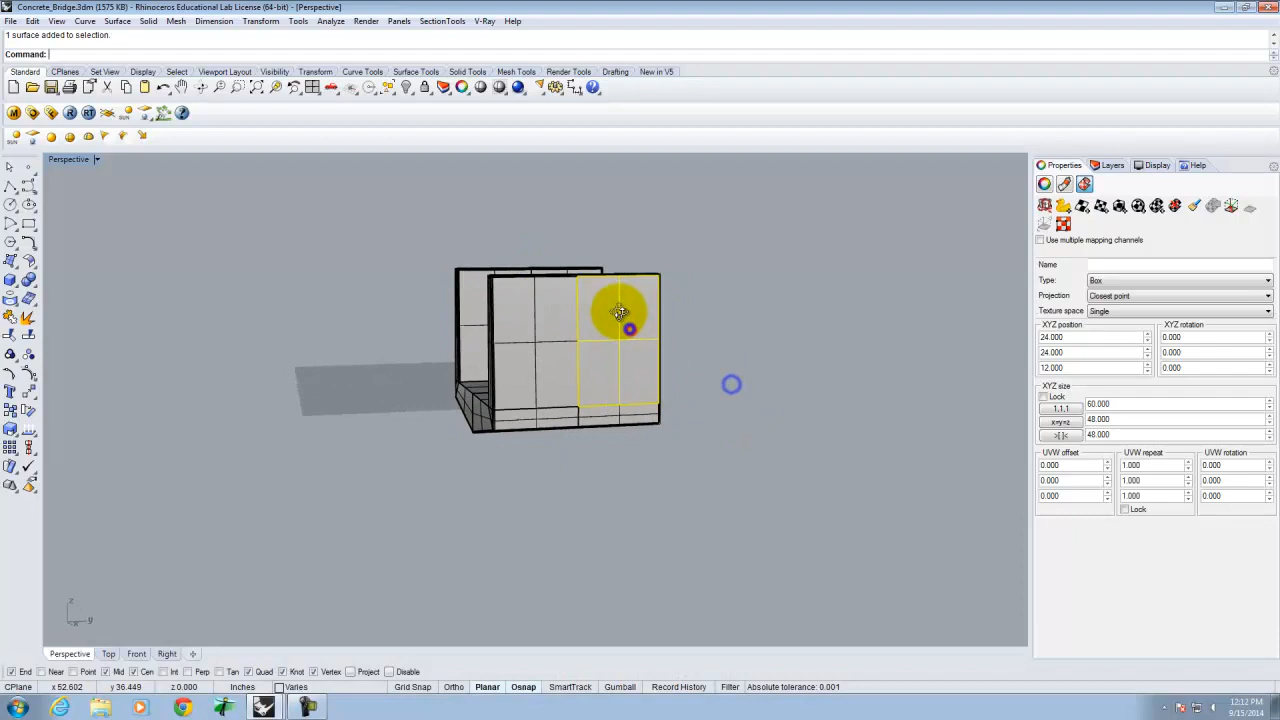 Concrete_Bridge.3dm (1575 KB) - Rhinoceros Educational Lab License (64-bit) - [Perspective]
File Edit View Curve Surface Solid Mesh Dimension Transform Tools Analyze Render Panels SectionTools V-Ray Help
1 surface added to selection.
Command:
Standard CPlanes Set View Display Select Viewport Layout Visibility Transform Curve Tools Surface Tools Solid Tools Mesh Tools Render Tools Drafting New in V5
M R RT SUN
SUN
Perspective
Properties Layers Display Help
Use multiple mapping channels
Name
Type: Box
Projection Closest point
Texture space: Single
XYZ position XYZ rotation
24.000 0.000
24.000 0.000
12.000 0.000
XYZ size
Lock
1,1,1 60.000
x=y=z 48.000
>[ ]< 48.000
UVW offset UVW repeat UVW rotation
0.000 1.000 0.000
0.000 1.000 0.000
0.000 1.000 0.000
Lock
z
y
Perspective Top Front Right
End Near Point Mid Cen Int Perp Tan Quad Knot Vertex Project Disable
CPlane x 52.602 y 36.449 z 0.000 Inches Varies Grid Snap Ortho Planar Osnap SmartTrack Gumball Record History Filter Absolute tolerance: 0.001
12:12 PM
9/15/2014